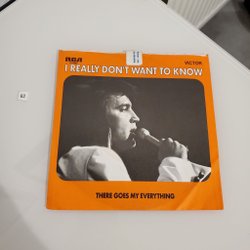 RCA VICTOR
I REALLY DON'T WANT TO KNOW
THERE GOES MY EVERYTHING